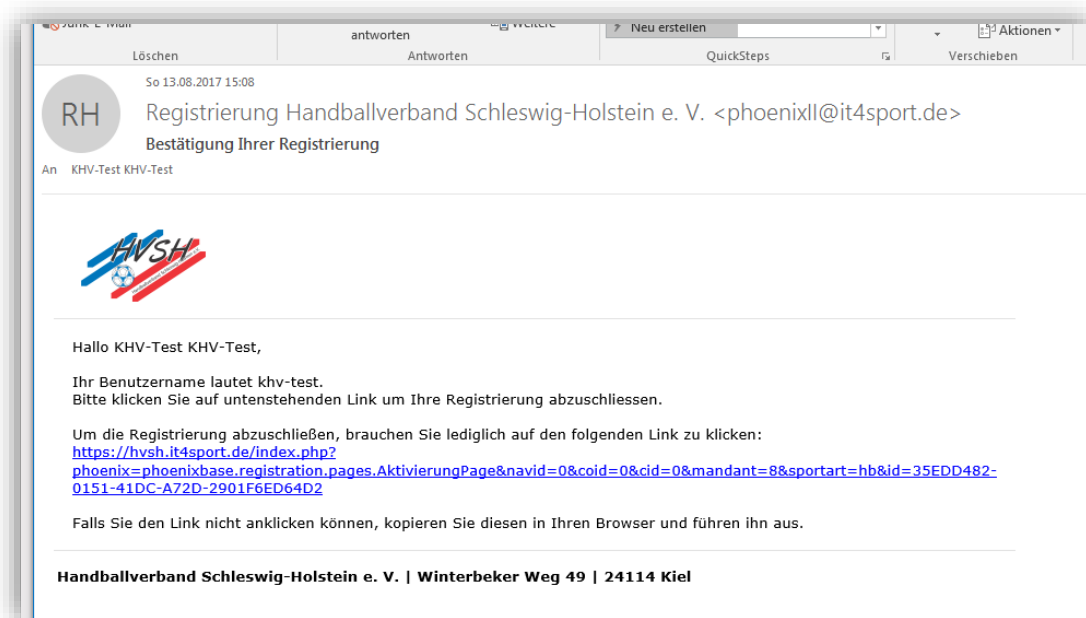 Junk-E-Mail
antworten
Weitere
Neu erstellen
Aktionen
Löschen
Antworten
QuickSteps
Verschieben
So 13.08.2017 15:08
RH
Registrierung Handballverband Schleswig-Holstein e. V. <phoenixII@it4sport.de>
Bestätigung Ihrer Registrierung
An KHV-Test KHV-Test
HVSH
Hallo KHV-Test KHV-Test,
Ihr Benutzername lautet khv-test.
Bitte klicken Sie auf untenstehenden Link um Ihre Registrierung abzuschliessen.
Um die Registrierung abzuschließen, brauchen Sie lediglich auf den folgenden Link zu klicken:
https://hvsh.it4sport.de/index.php?
phoenix=phoenixbase.registration.pages.AktivierungPage&navid=0&coid=0&cid=0&mandant=8&sportart=hb&id=35EDD482-
0151-41DC-A72D-2901F6ED64D2
Falls Sie den Link nicht anklicken können, kopieren Sie diesen in Ihren Browser und führen ihn aus.
Handballverband Schleswig-Holstein e. V. | Winterbeker Weg 49 | 24114 Kiel